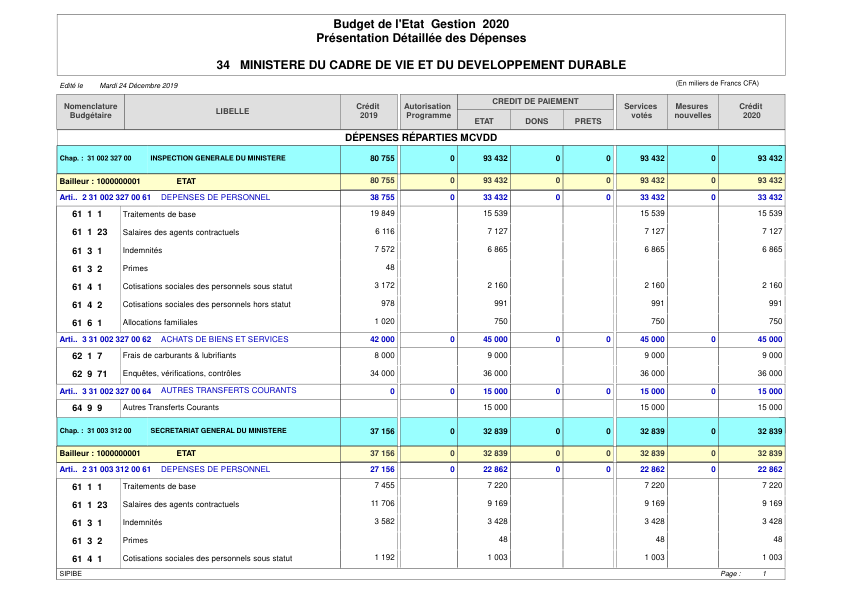 Budget de l'Etat Gestion 2020
Présentation Détaillée des Dépenses
34 MINISTERE DU CADRE DE VIE ET DU DEVELOPPEMENT DURABLE
Edité le Mardi 24 Décembre 2019 (En miliers de Francs CFA)
Nomenclature Budgétaire LIBELLE Crédit 2019 Autorisation Programme CREDIT DE PAIEMENT ETAT DONS PRETS Services votés Mesures nouvelles Crédit 2020
DÉPENSES RÉPARTIES MCVDD
Chap. : 31 002 327 00 INSPECTION GENERALE DU MINISTERE 80 755 0 93 432 0 0 93 432 0 93 432
Bailleur : 1000000001 ETAT 80 755 0 93 432 0 0 93 432 0 93 432
Arti.. 2 31 002 327 00 61 DEPENSES DE PERSONNEL 38 755 0 33 432 0 0 33 432 0 33 432
61 1 1 Traitements de base 19 849 15 539 15 539 15 539
61 1 23 Salaires des agents contractuels 6 116 7 127 7 127 7 127
61 3 1 Indemnités 7 572 6 865 6 865 6 865
61 3 2 Primes 48
61 4 1 Cotisations sociales des personnels sous statut 3 172 2 160 2 160 2 160
61 4 2 Cotisations sociales des personnels hors statut 978 991 991 991
61 6 1 Allocations familiales 1 020 750 750 750
Arti.. 3 31 002 327 00 62 ACHATS DE BIENS ET SERVICES 42 000 0 45 000 0 0 45 000 0 45 000
62 1 7 Frais de carburants & lubrifiants 8 000 9 000 9 000 9 000
62 9 71 Enquêtes, vérifications, contrôles 34 000 36 000 36 000 36 000
Arti.. 3 31 002 327 00 64 AUTRES TRANSFERTS COURANTS 0 0 15 000 0 0 15 000 0 15 000
64 9 9 Autres Transferts Courants 15 000 15 000 15 000
Chap. : 31 003 312 00 SECRETARIAT GENERAL DU MINISTERE 37 156 0 32 839 0 0 32 839 0 32 839
Bailleur : 1000000001 ETAT 37 156 0 32 839 0 0 32 839 0 32 839
Arti.. 2 31 003 312 00 61 DEPENSES DE PERSONNEL 27 156 0 22 862 0 0 22 862 0 22 862
61 1 1 Traitements de base 7 455 7 220 7 220 7 220
61 1 23 Salaires des agents contractuels 11 706 9 169 9 169 9 169
61 3 1 Indemnités 3 582 3 428 3 428 3 428
61 3 2 Primes 48 48 48
61 4 1 Cotisations sociales des personnels sous statut 1 192 1 003 1 003 1 003
SIPIBE Page : 1